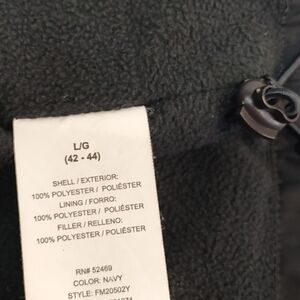 L/G
(42 - 44)
SHELL / EXTERIOR:
100% POLYESTER / POLIÉSTER
LINING / FORRO:
100% POLYESTER / POLIÉSTER
FILLER / RELLENO:
100% POLYESTER / POLIÉSTER
RN# 52469
COLOR: NAVY
STYLE: FM20502Y